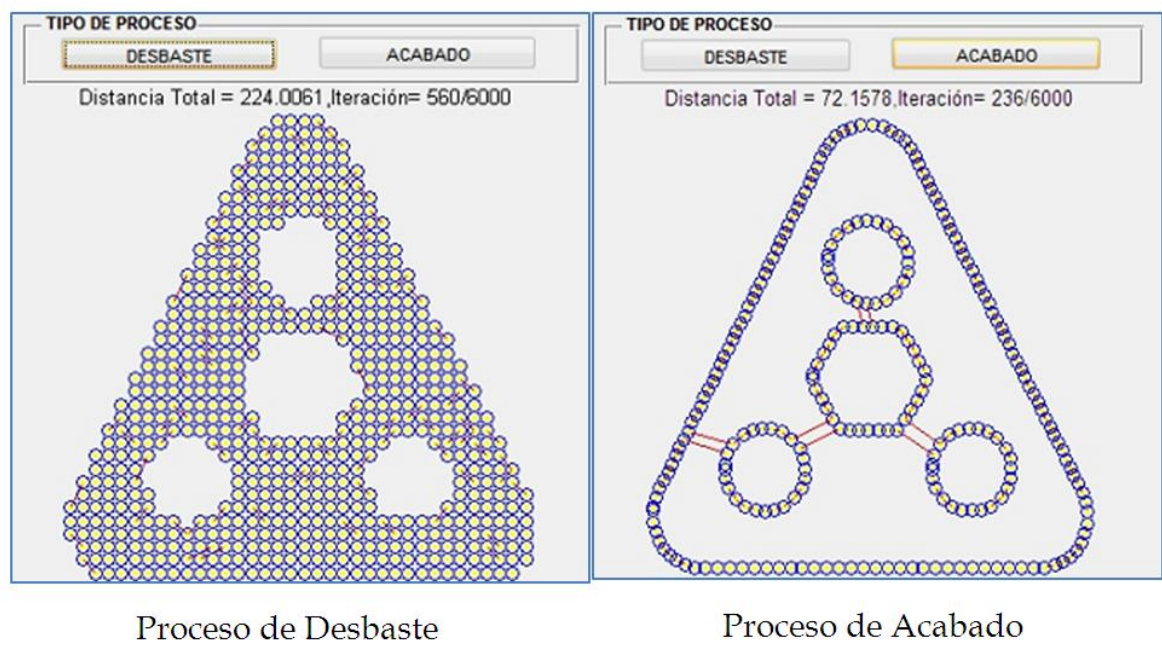 TIPO DE PROCESO
DESBASTE
ACABADO
Distancia Total = 224.0061 ,Iteración= 560/6000
TIPO DE PROCESO
DESBASTE
ACABADO
Distancia Total = 72.1578,Iteración= 236/6000
Proceso de Desbaste
Proceso de Acabado